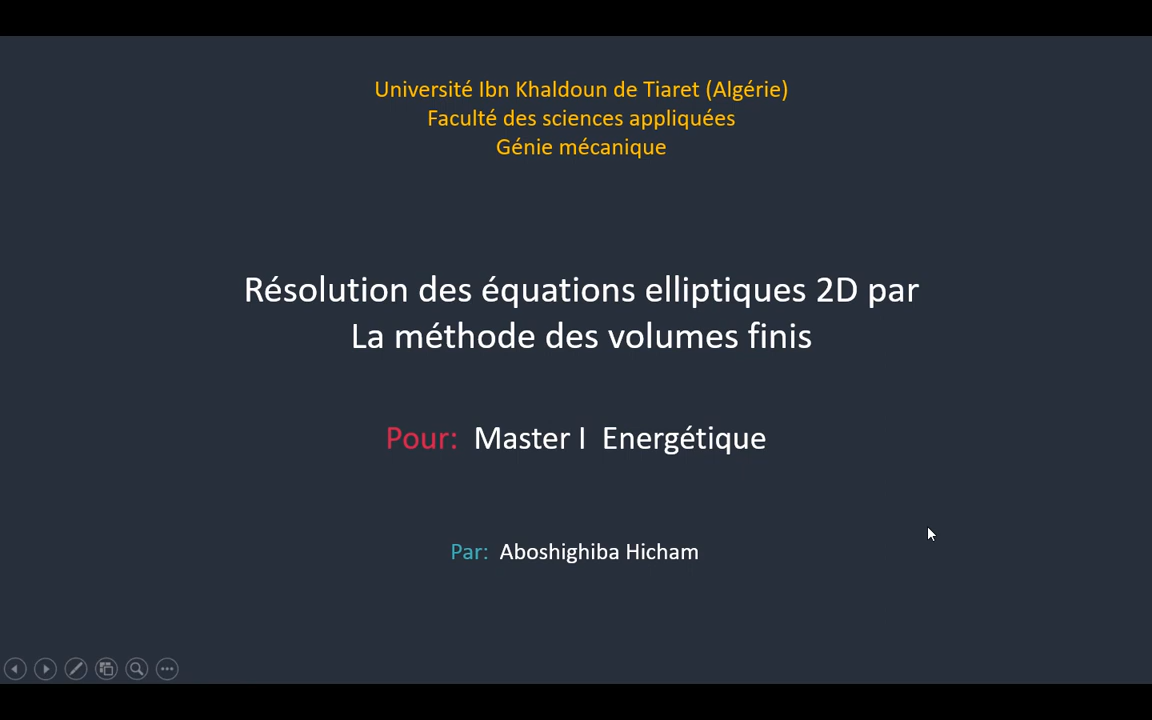 Université Ibn Khaldoun de Tiaret (Algérie)
Faculté des sciences appliquées
Génie mécanique
Résolution des équations elliptiques 2D par
La méthode des volumes finis
Pour: Master I Energétique
Par: Aboshighiba Hicham